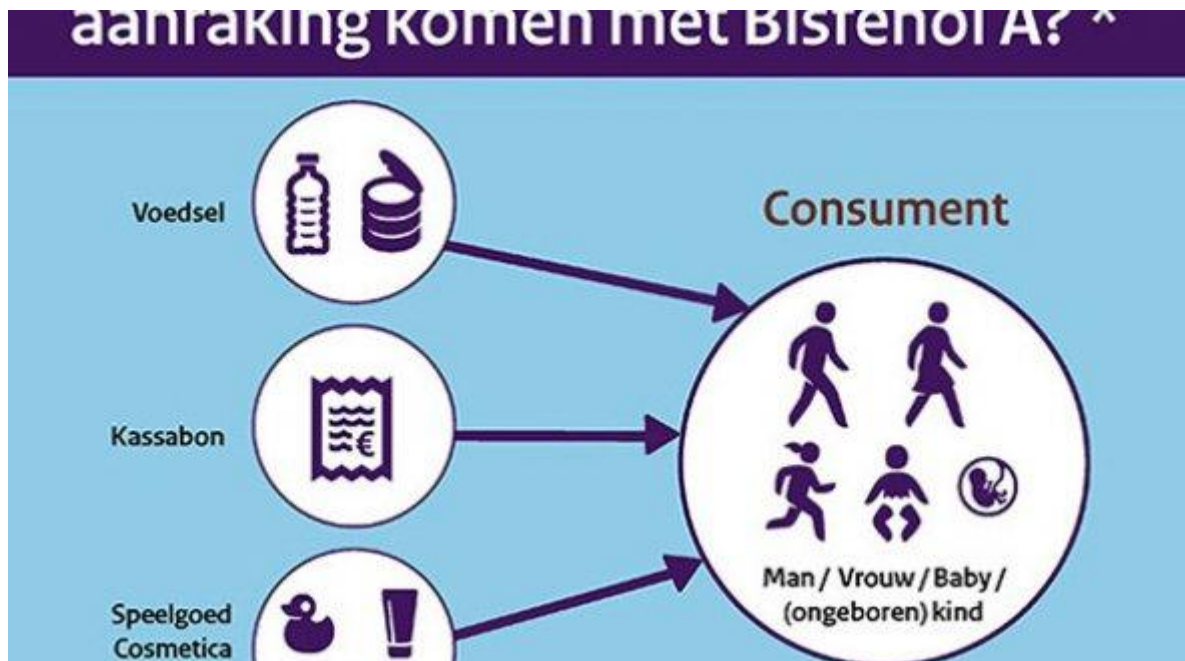 aanraking komen met Bisfenol A? *
Voedsel
Consument
Kassabon
€
Man / Vrouw / Baby /
(ongeboren) kind
Speelgoed
Cosmetica